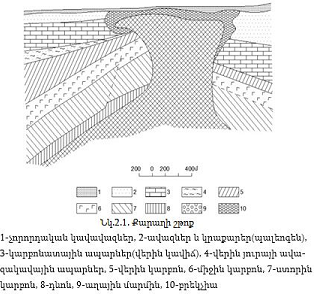 200 0 200 400մ
1 2 3 4 5
6 7 8 9 10
Նկ.2.1. Քարաղի շթոք
1-չորրորդական կավավազներ, 2-ավազներ և կրաքարեր(պալեոգեն),
3-կարբոնատային ապարներ(վերին կավիճ), 4-վերին յուրայի ավա-
զակավային ապարներ, 5-վերին կարբոն, 6-միջին կարբոն, 7-ստորին
կարբոն, 8-դևոն, 9-աղային մարմին, 10-բրեկչիա